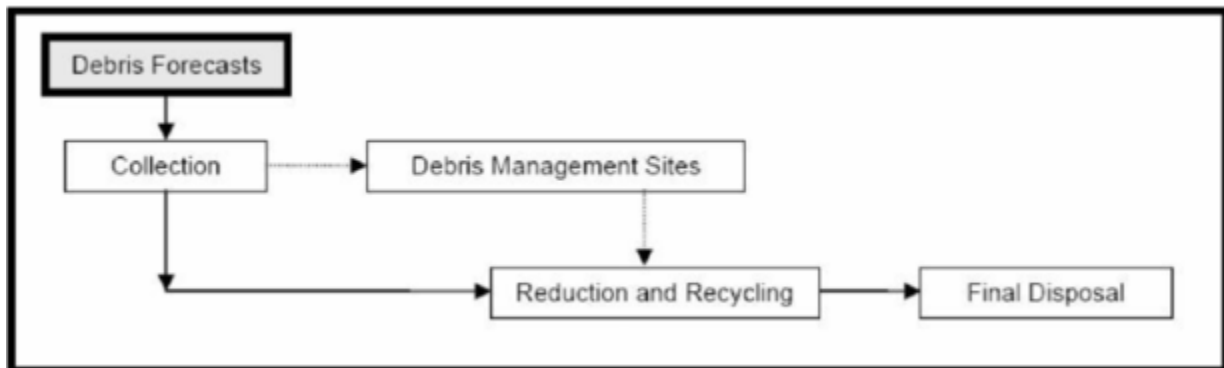 Debris Forecasts
Collection
Debris Management Sites
Reduction and Recycling
Final Disposal